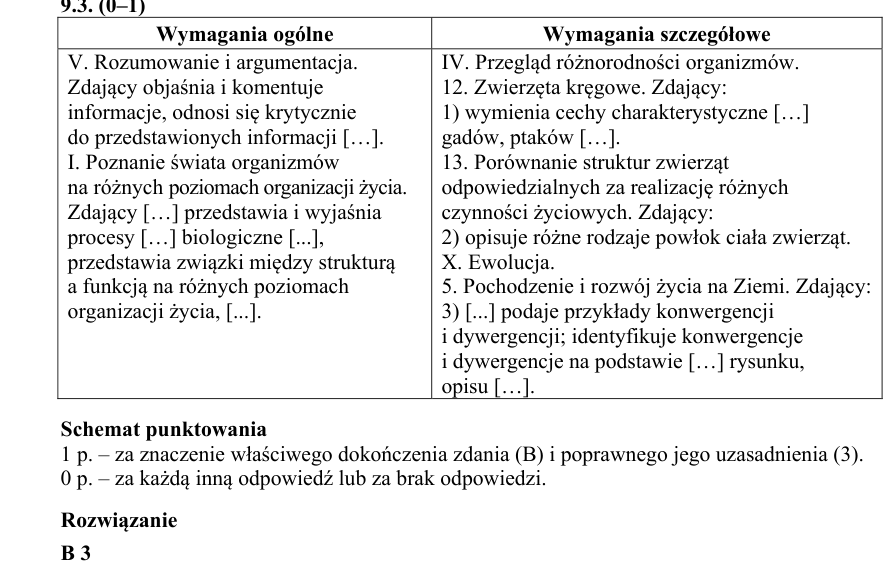 9.3. (0–1)
Wymagania ogólne
Wymagania szczegółowe
V. Rozumowanie i argumentacja.
Zdający objaśnia i komentuje
informacje, odnosi się krytycznie
do przedstawionych informacji […].
I. Poznanie świata organizmów
na różnych poziomach organizacji życia.
Zdający […] przedstawia i wyjaśnia
procesy […] biologiczne [...],
przedstawia związki między strukturą
a funkcją na różnych poziomach
organizacji życia, [...].
IV. Przegląd różnorodności organizmów.
12. Zwierzęta kręgowe. Zdający:
1) wymienia cechy charakterystyczne […]
gadów, ptaków […].
13. Porównanie struktur zwierząt
odpowiedzialnych za realizację różnych
czynności życiowych. Zdający:
2) opisuje różne rodzaje powłok ciała zwierząt.
X. Ewolucja.
5. Pochodzenie i rozwój życia na Ziemi. Zdający:
3) [...] podaje przykłady konwergencji
i dywergencji; identyfikuje konwergencje
i dywergencje na podstawie […] rysunku,
opisu […].
Schemat punktowania
1 p. – za znaczenie właściwego dokończenia zdania (B) i poprawnego jego uzasadnienia (3).
0 p. – za każdą inną odpowiedź lub za brak odpowiedzi.
Rozwiązanie
B 3